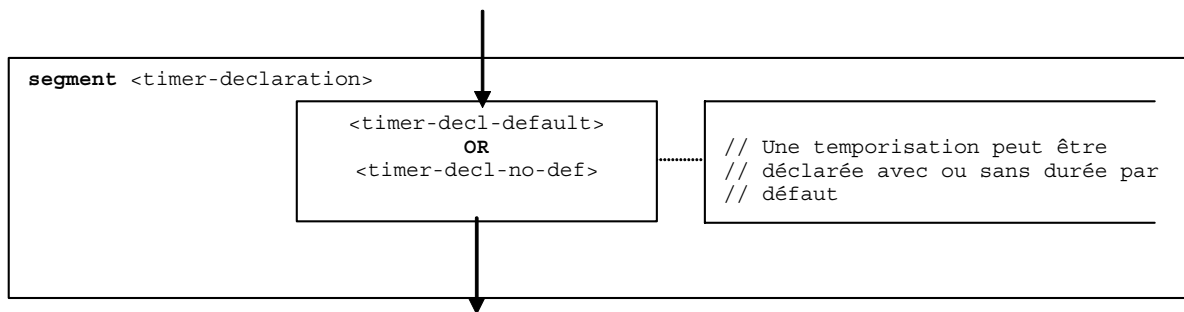 segment <timer-declaration>
<timer-decl-default>
OR
<timer-decl-no-def>
// Une temporisation peut être
// déclarée avec ou sans durée par
// défaut